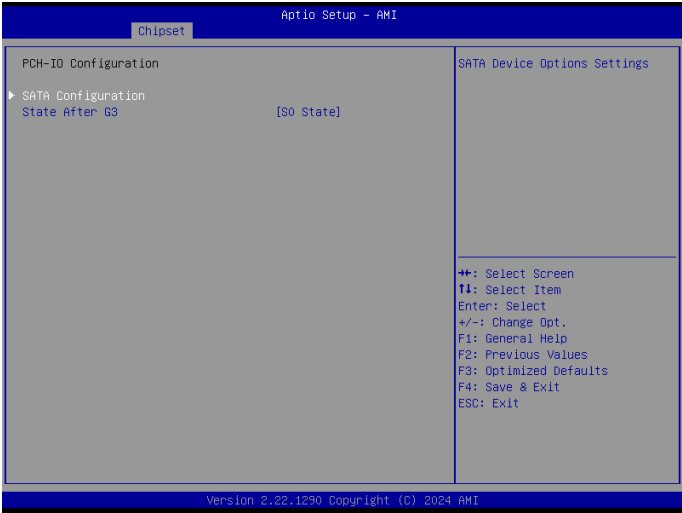 Aptio Setup – AMI
Chipset
PCH-IO Configuration
SATA Configuration
State After G3 [S0 State]
SATA Device Options Settings
→←: Select Screen
↑↓: Select Item
Enter: Select
+/-: Change Opt.
F1: General Help
F2: Previous Values
F3: Optimized Defaults
F4: Save & Exit
ESC: Exit
Version 2.22.1290 Copyright (C) 2024 AMI